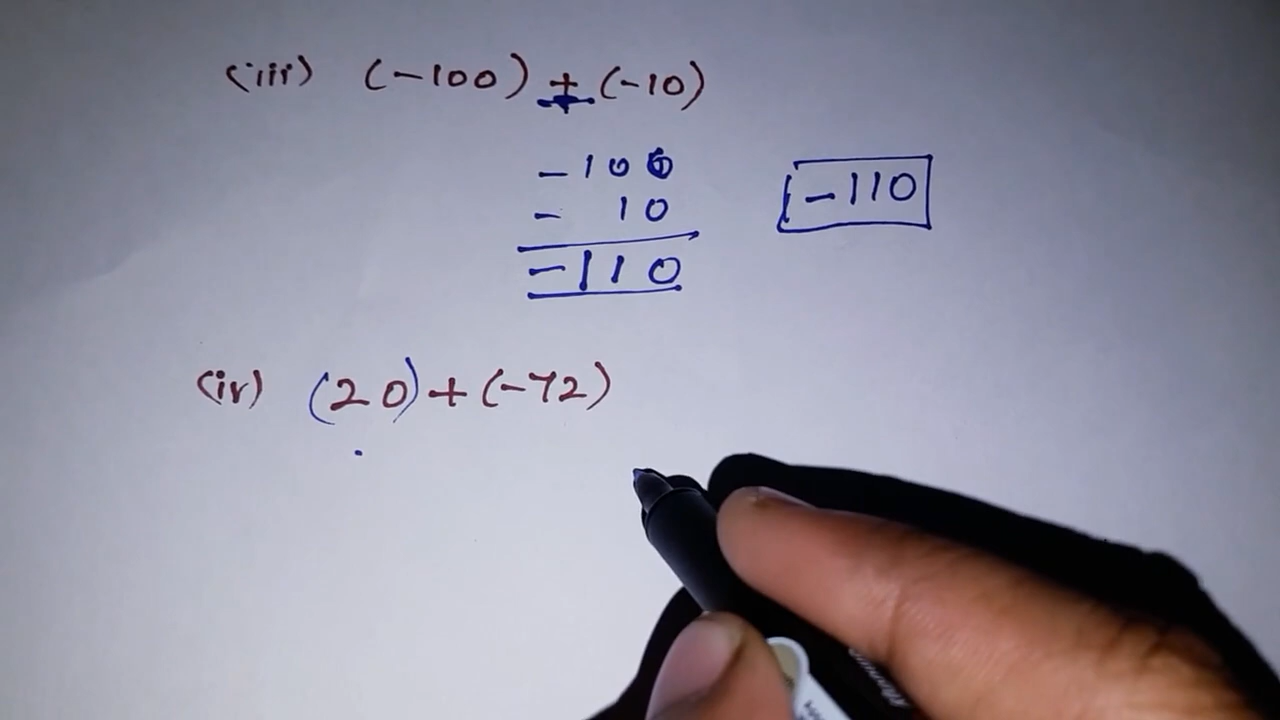 (iii) (-100) + (-10)
-100
- 10
-110
-110
(iv) (20) + (-72)